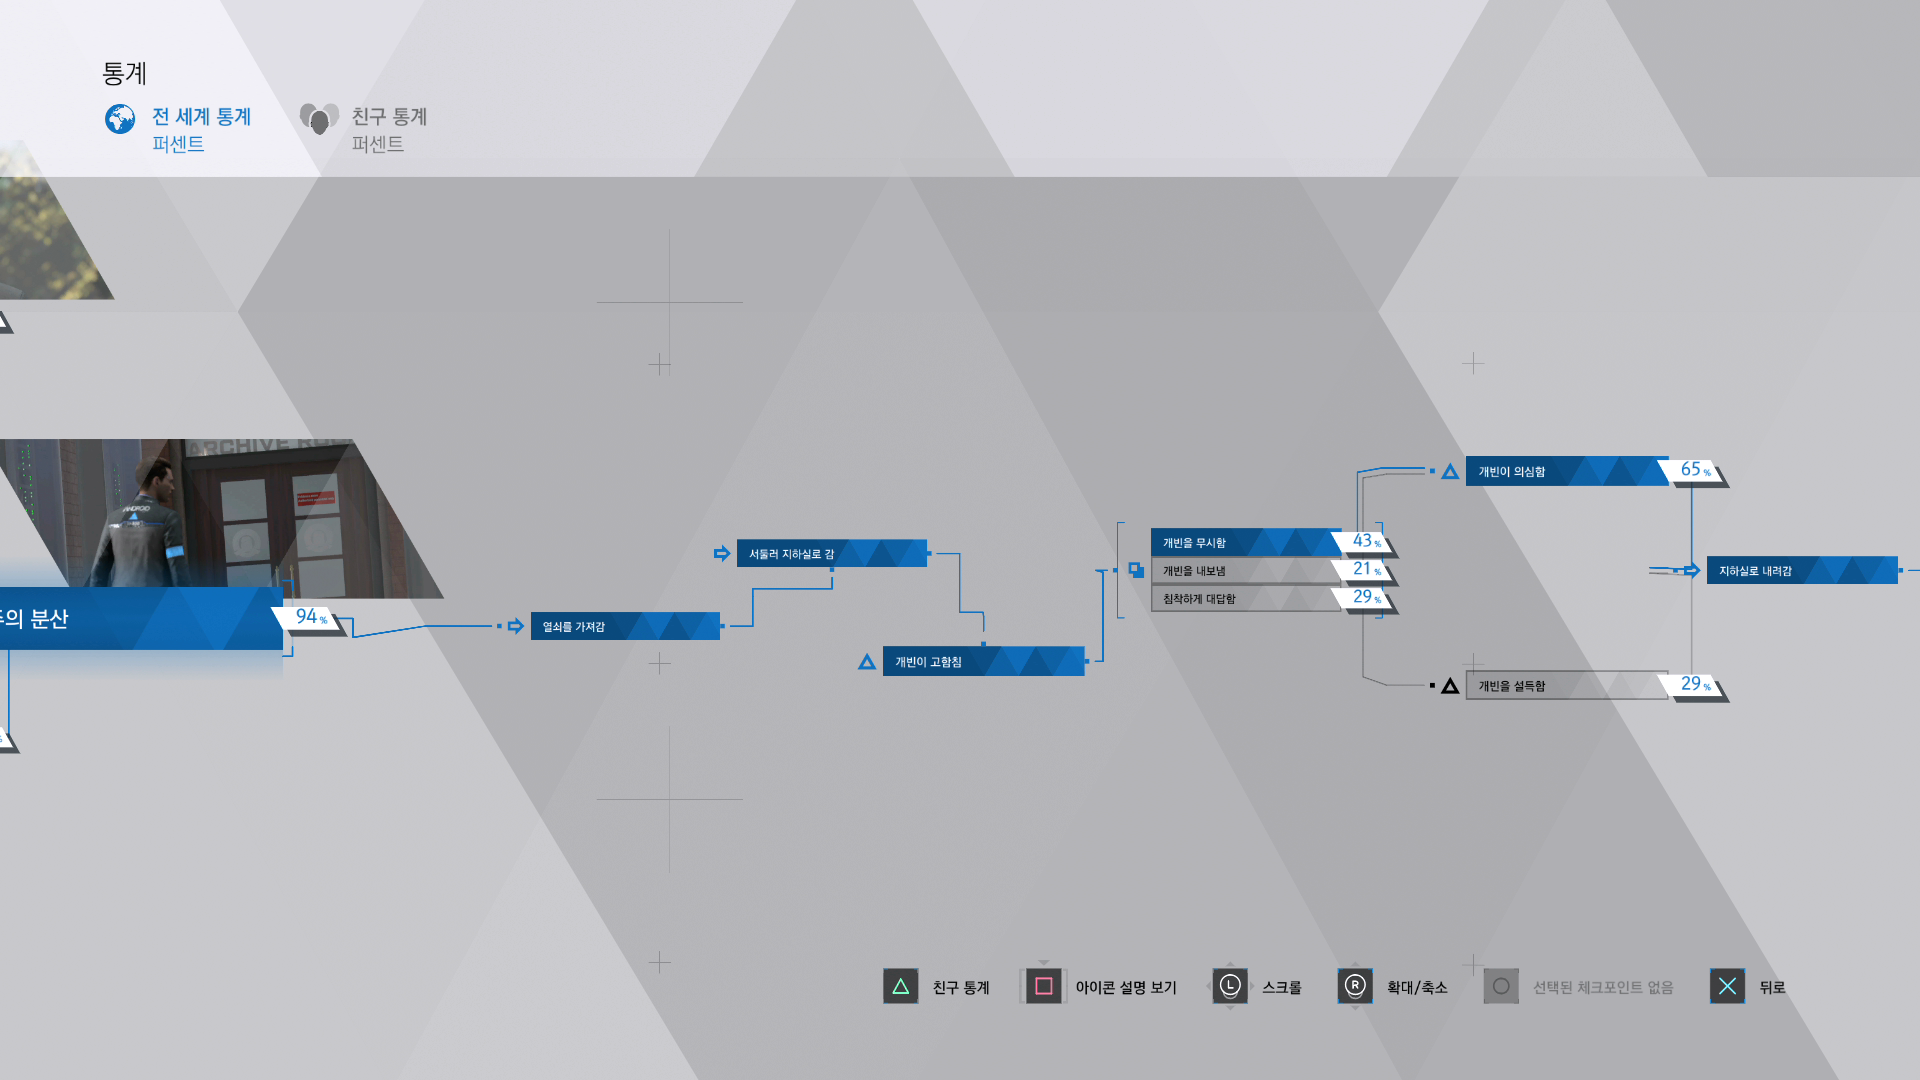 통계
전 세계 통계
퍼센트
친구 통계
퍼센트
ARCHIVE
ANDROID
주의 분산
94%
열쇠를 가져감
서둘러 지하실로 감
개빈이 고함침
개빈을 무시함
43%
개빈을 내보냄
21%
침착하게 대답함
29%
개빈이 의심함
65%
개빈을 설득함
29%
지하실로 내려감
친구 통계
아이콘 설명 보기
L
스크롤
R
확대/축소
선택된 체크포인트 없음
뒤로